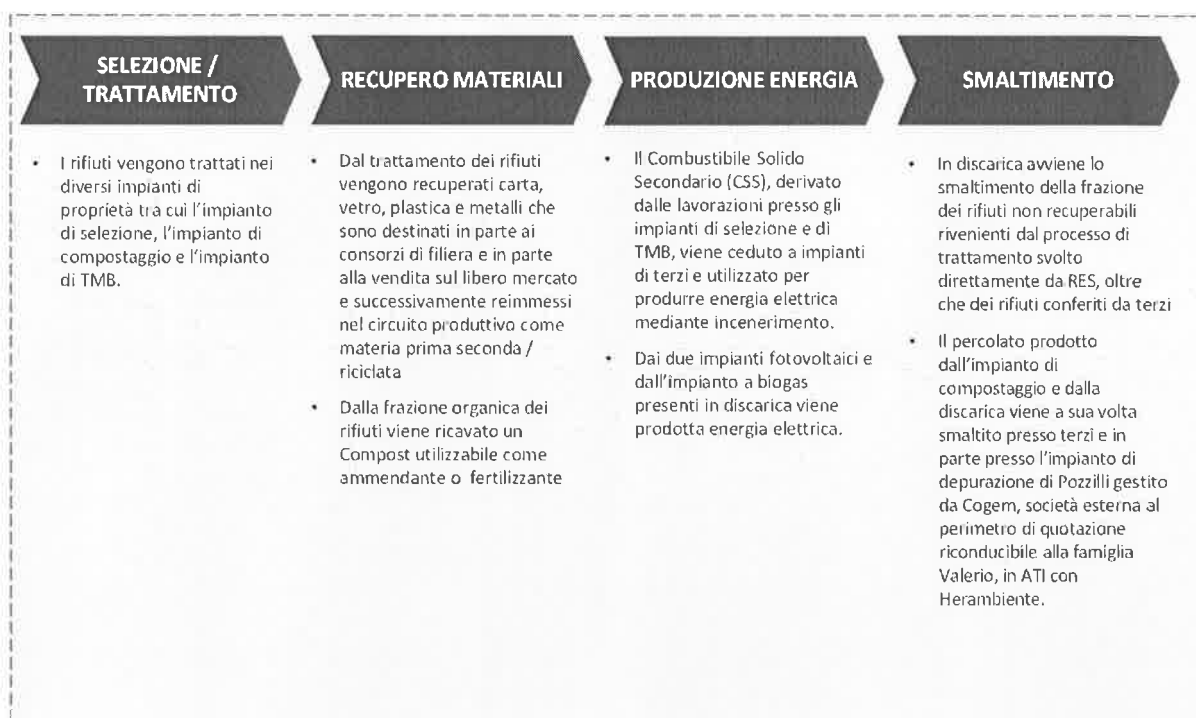 SELEZIONE /
TRATTAMENTO
• I rifiuti vengono trattati nei
diversi impianti di
proprietà tra cui l'impianto
di selezione, l'impianto di
compostaggio e l'impianto
di TMB.
RECUPERO MATERIALI
• Dal trattamento dei rifiuti
vengono recuperati carta,
vetro, plastica e metalli che
sono destinati in parte ai
consorzi di filiera e in parte
alla vendita sul libero mercato
e successivamente reimmessi
nel circuito produttivo come
materia prima seconda /
riciclata
• Dalla frazione organica dei
rifiuti viene ricavato un
Compost utilizzabile come
ammendante o fertilizzante
PRODUZIONE ENERGIA
• Il Combustibile Solido
Secondario (CSS), derivato
dalle lavorazioni presso gli
impianti di selezione e di
TMB, viene ceduto a impianti
di terzi e utilizzato per
produrre energia elettrica
mediante incenerimento.
• Dai due impianti fotovoltaici e
dall'impianto a biogas
presenti in discarica viene
prodotta energia elettrica.
SMALTIMENTO
• In discarica avviene lo
smaltimento della frazione
dei rifiuti non recuperabili
rivenienti dal processo di
trattamento svolto
direttamente da RES, oltre
che dei rifiuti conferiti da terzi
• Il percolato prodotto
dall'impianto di
compostaggio e dalla
discarica viene a sua volta
smaltito presso terzi e in
parte presso l'impianto di
depurazione di Pozzilli gestito
da Cogem, società esterna al
perimetro di quotazione
riconducibile alla famiglia
Valerio, in ATI con
Herambiente.